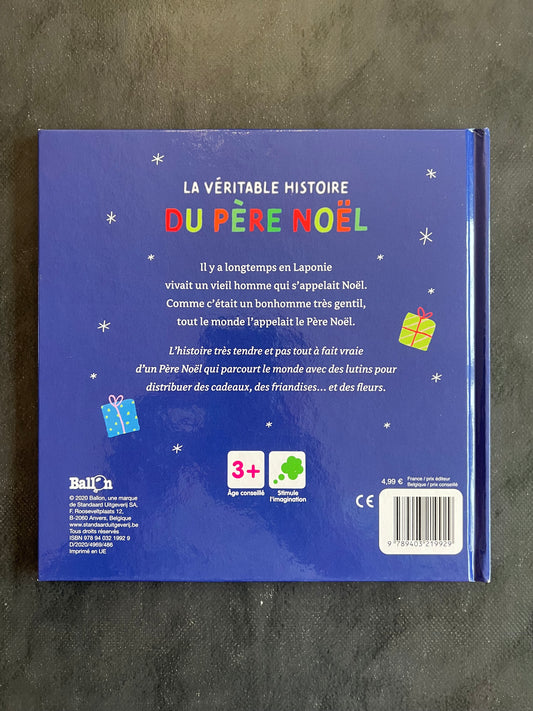 LA VÉRITABLE HISTOIRE
DU PÈRE NOËL
Il y a longtemps en Laponie
vivait un vieil homme qui s'appelait Noël.
Comme c'était un bonhomme très gentil,
tout le monde l'appelait le Père Noël.
L'histoire très tendre et pas tout à fait vraie
d'un Père Noël qui parcourt le monde avec des lutins pour
distribuer des cadeaux, des friandises... et des fleurs.
Ballon
© 2020 Ballon, une marque
de Standaard Uitgeverij SA,
F. Rooseveltplaats 12,
B-2060 Anvers, Belgique
www.standaarduitgeverij.be
Tous droits réservés
ISBN 978 94 032 1992 9
D/2020/4969/486
Imprimé en UE
3+
Âge conseillé
Stimule
l'imagination
4,99 €
France / prix éditeur
Belgique / prix conseillé
CE
9 789403 219929